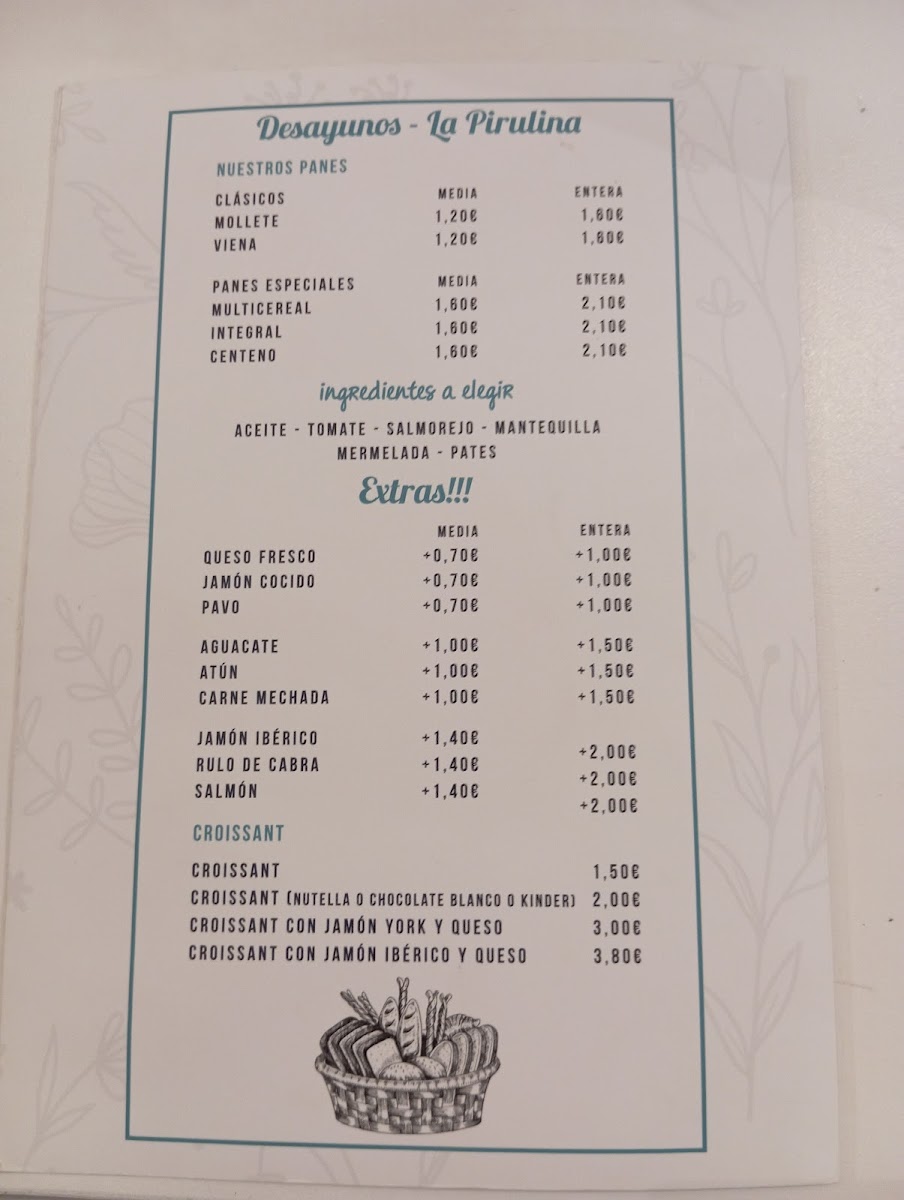 Desayunos - La Pirulina
NUESTROS PANES
CLÁSICOS MEDIA ENTERA
MOLLETE 1,20€ 1,60€
VIENA 1,20€ 1,60€
PANES ESPECIALES MEDIA ENTERA
MULTICEREAL 1,60€ 2,10€
INTEGRAL 1,60€ 2,10€
CENTENO 1,60€ 2,10€
ingredientes a elegir
ACEITE - TOMATE - SALMOREJO - MANTEQUILLA
MERMELADA - PATES
Extras!!!
MEDIA ENTERA
QUESO FRESCO +0,70€ +1,00€
JAMÓN COCIDO +0,70€ +1,00€
PAVO +0,70€ +1,00€
AGUACATE +1,00€ +1,50€
ATÚN +1,00€ +1,50€
CARNE MECHADA +1,00€ +1,50€
JAMÓN IBÉRICO +1,40€ +2,00€
RULO DE CABRA +1,40€ +2,00€
SALMÓN +1,40€ +2,00€
CROISSANT
CROISSANT 1,50€
CROISSANT (NUTELLA O CHOCOLATE BLANCO O KINDER) 2,00€
CROISSANT CON JAMÓN YORK Y QUESO 3,00€
CROISSANT CON JAMÓN IBÉRICO Y QUESO 3,80€